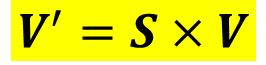 V′ = S × V